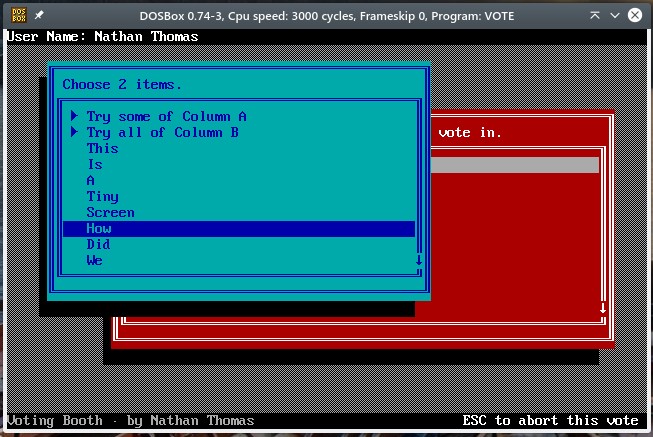 DOS
BOX
DOSBox 0.74-3, Cpu speed: 3000 cycles, Frameskip 0, Program: VOTE
User Name: Nathan Thomas
Choose 2 items.
Try some of Column A
Try all of Column B
This
Is
A
Tiny
Screen
How
Did
We
vote in.
Voting Booth - by Nathan Thomas
ESC to abort this vote